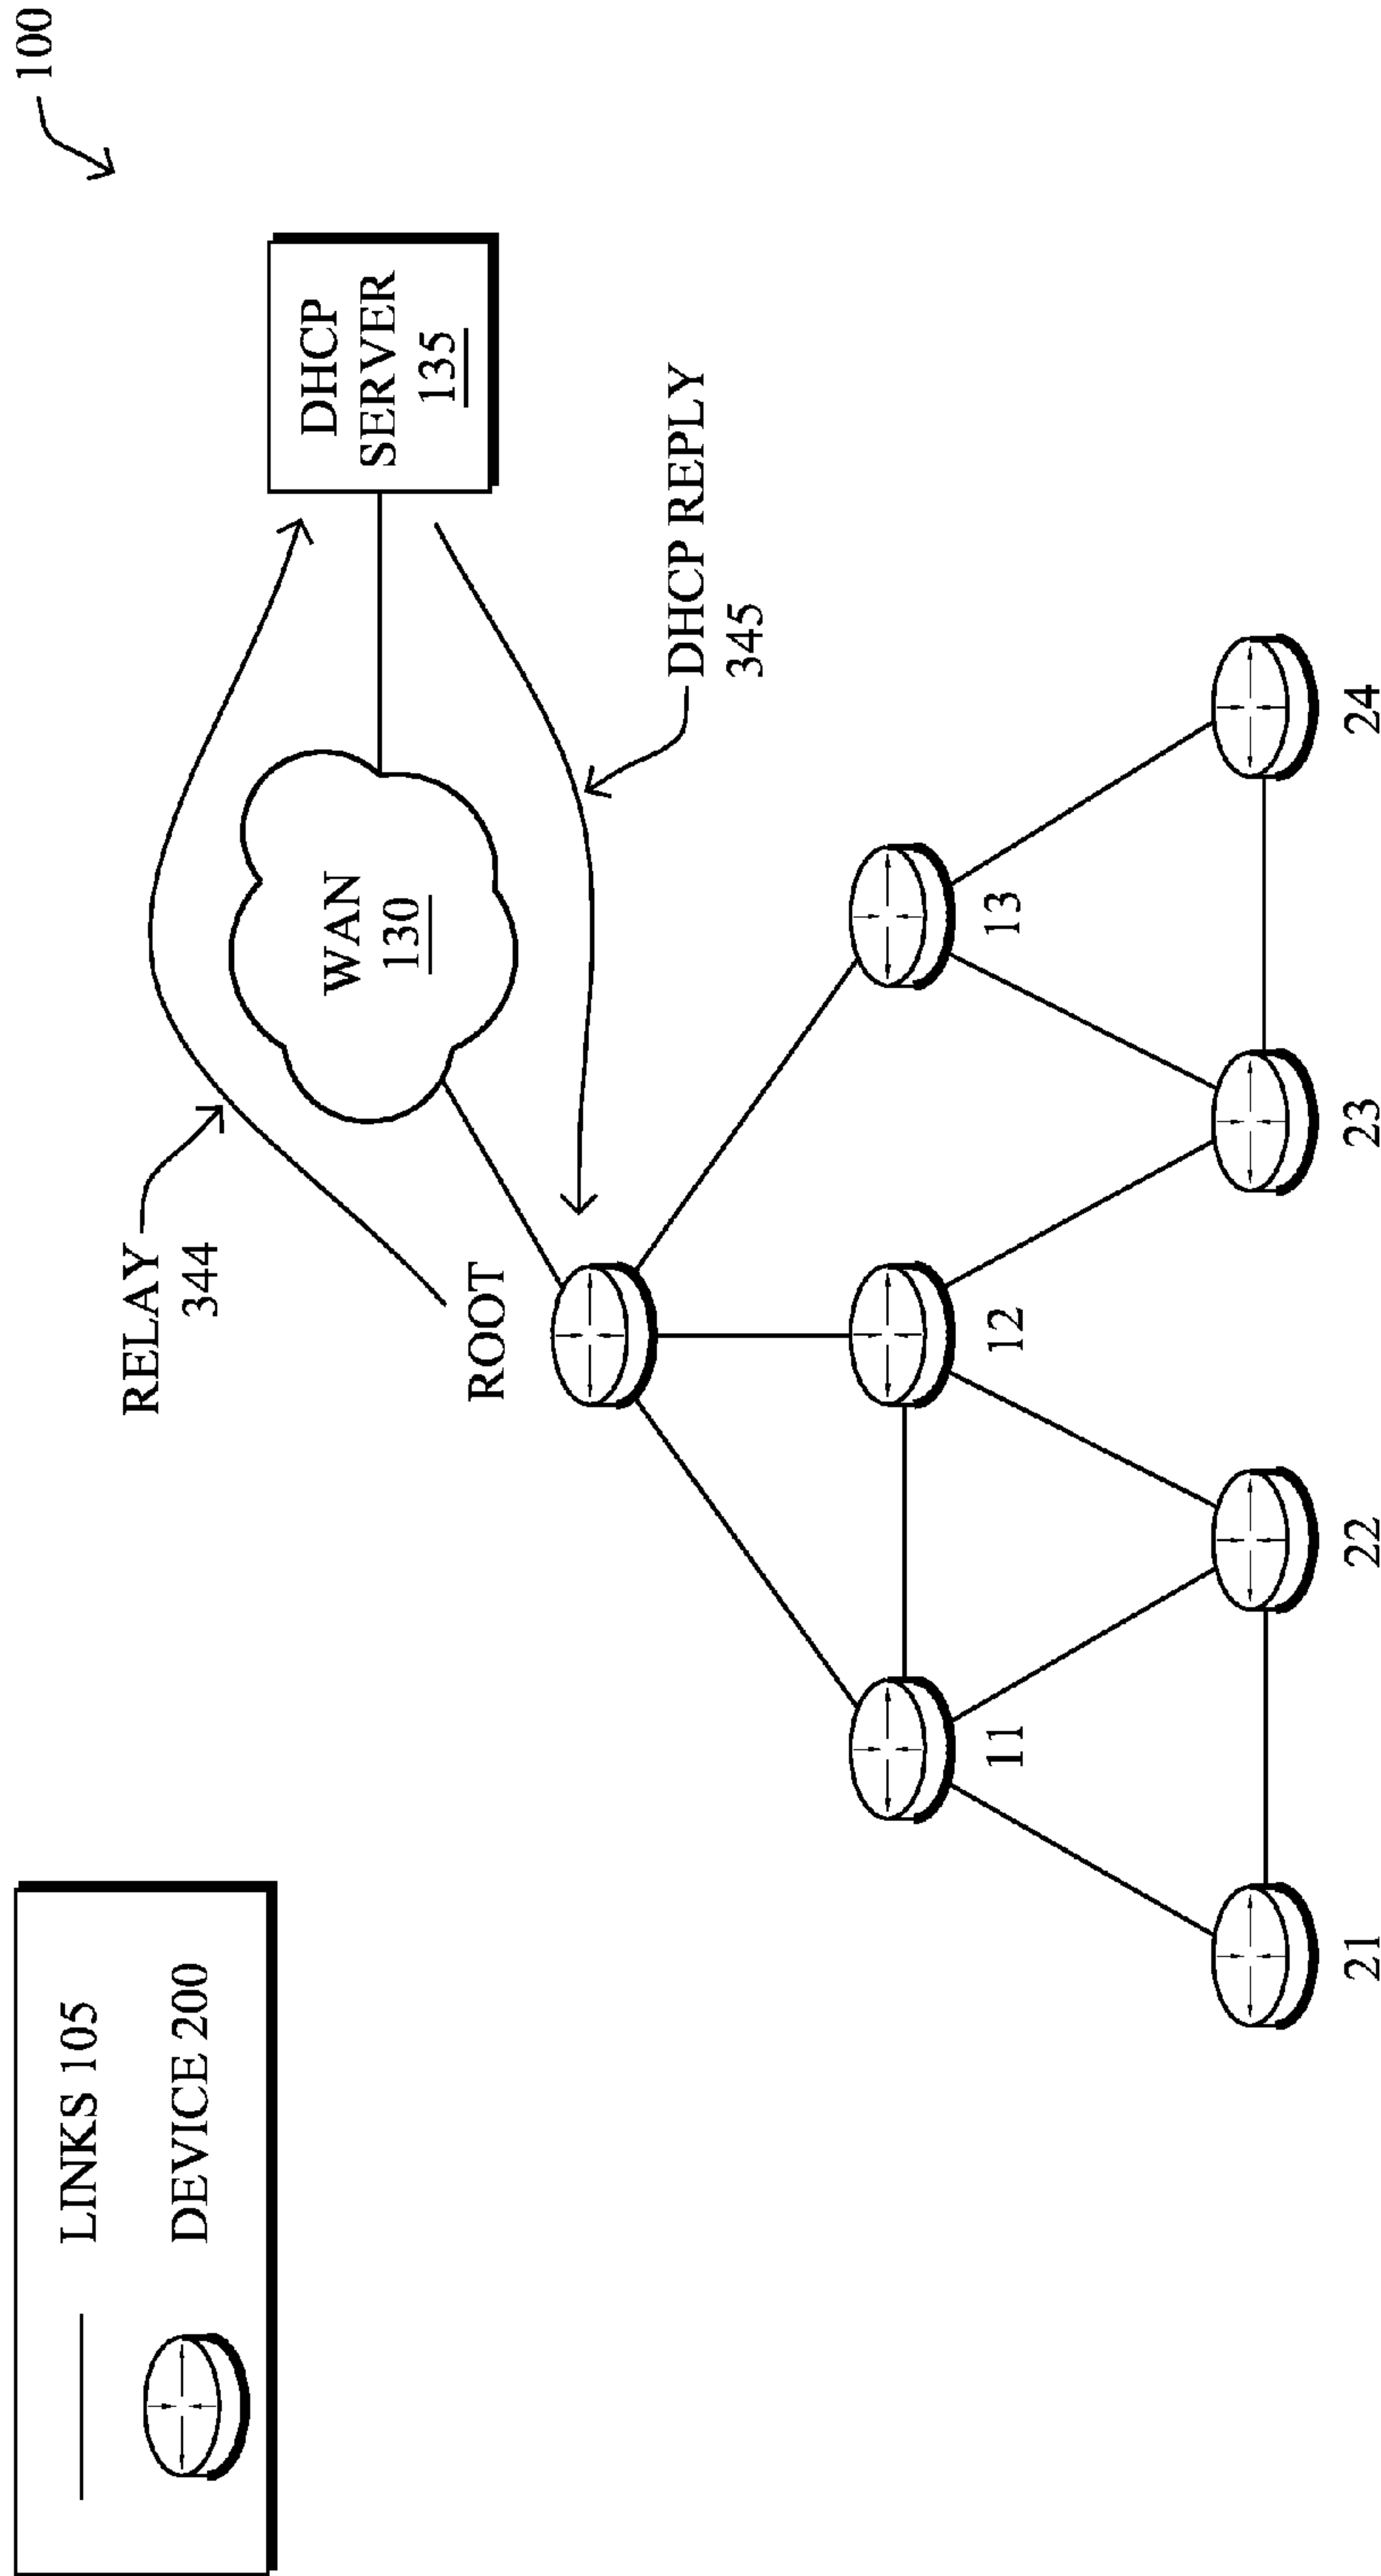 LINKS 105
DEVICE 200
100
RELAY
344
WAN
130
DHCP
SERVER
135
DHCP REPLY
345
ROOT
11
12
13
21
22
23
24